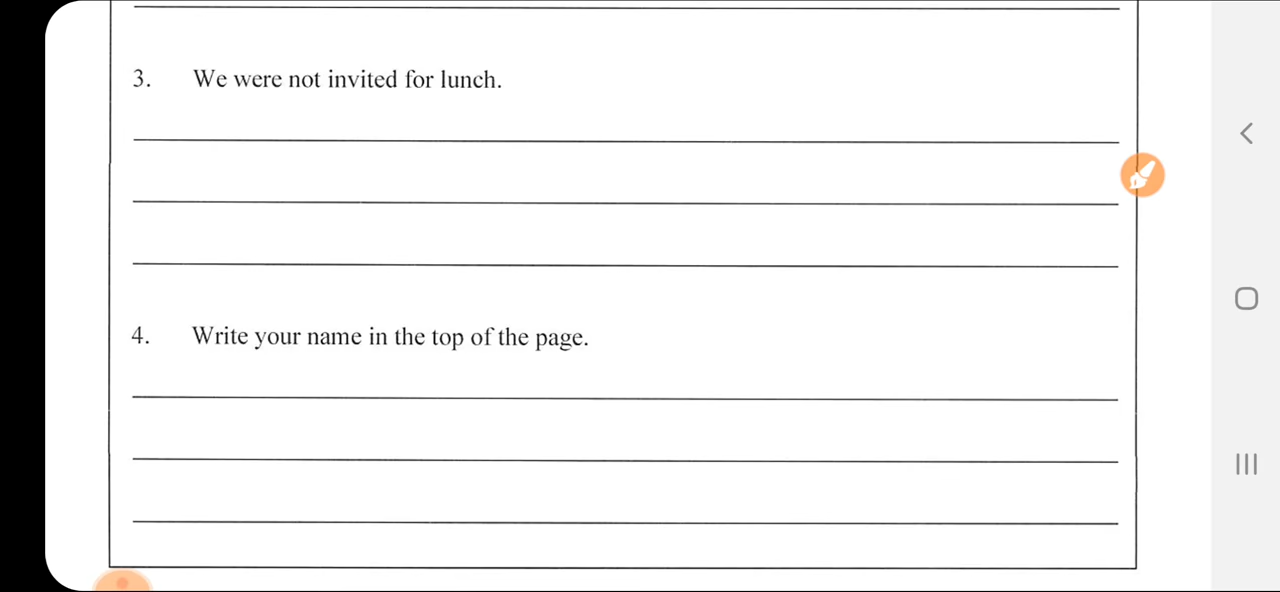 3. We were not invited for lunch.
4. Write your name in the top of the page.